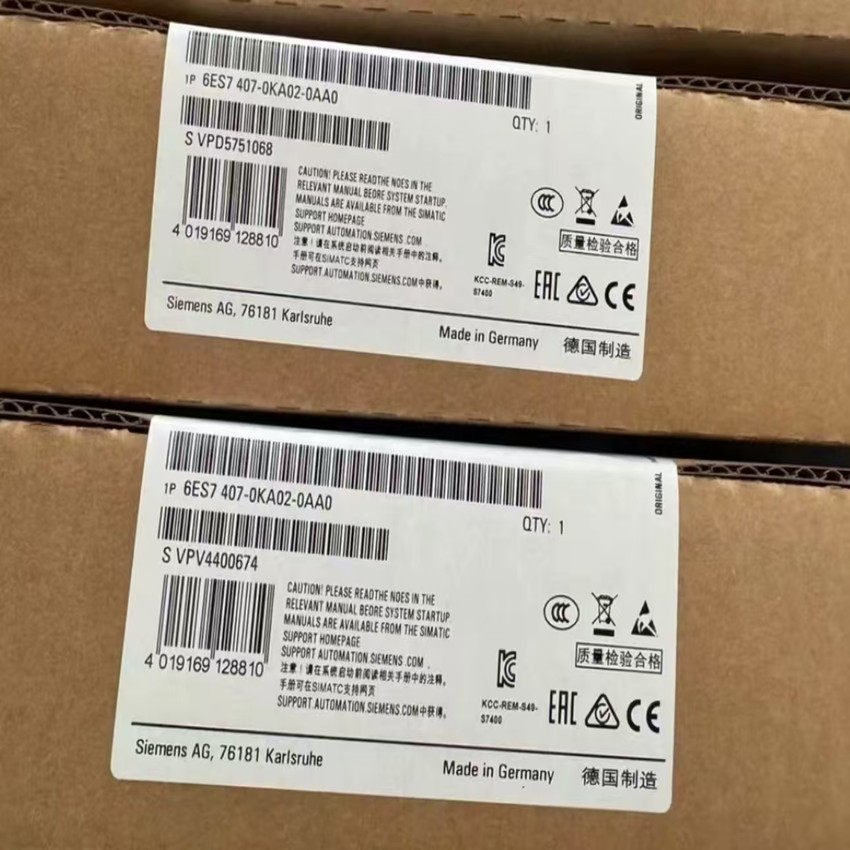 1P 6ES7 407-0KA02-0AA0
QTY: 1
ORIGINAL
S VPD5751068
CAUTION! PLEASE READTHE NOES IN THE
RELEVANT MANUAL BEORE SYSTEM STARTUP.
MANUALS ARE AVAILABLE FROM THE SIMATIC
SUPPORT HOMEPAGE
SUPPORT AUTOMATION.SIEMENS .COM
注意！请在系统启动前阅读相关手册中的注释。
手册可在SIMATC支持网页
SUPPORT.AUTOMATION.SIEMENS.COM中获得。
4 019169 128810
CCC
质量检验合格
KCC-REM-S49-
S7400
EAC CE
Siemens AG, 76181 Karlsruhe
Made in Germany 德国制造
1P 6ES7 407-0KA02-0AA0
QTY: 1
ORIGINAL
S VPV4400674
CAUTION! PLEASE READTHE NOES IN THE
RELEVANT MANUAL BEORE SYSTEM STARTUP
MANUALS ARE AVAILABLE FROM THE SIMATIC
SUPPORT HOMEPAGE
SUPPORT AUTOMATION.SIEMENS .COM .
注意！请在系统启动前阅读相关手册中的注释。
手册可在SIMATC支持网页
SUPPORT.AUTOMATION.SIEMENS.COM中获得。
4 019169 128810
CCC
质量检验合格
KCC-REM-S49-
S7400
EAC CE
Siemens AG, 76181 Karlsruhe
Made in Germany 德国制造